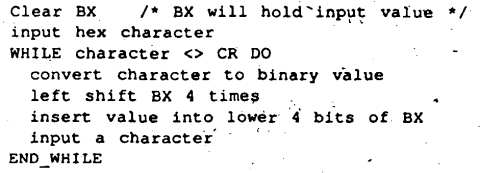 Clear BX /* BX will hold input value */
input hex character
WHILE character <> CR DO
convert character to binary value
left shift BX 4 times
insert value into lower 4 bits of BX
input a character
END_WHILE